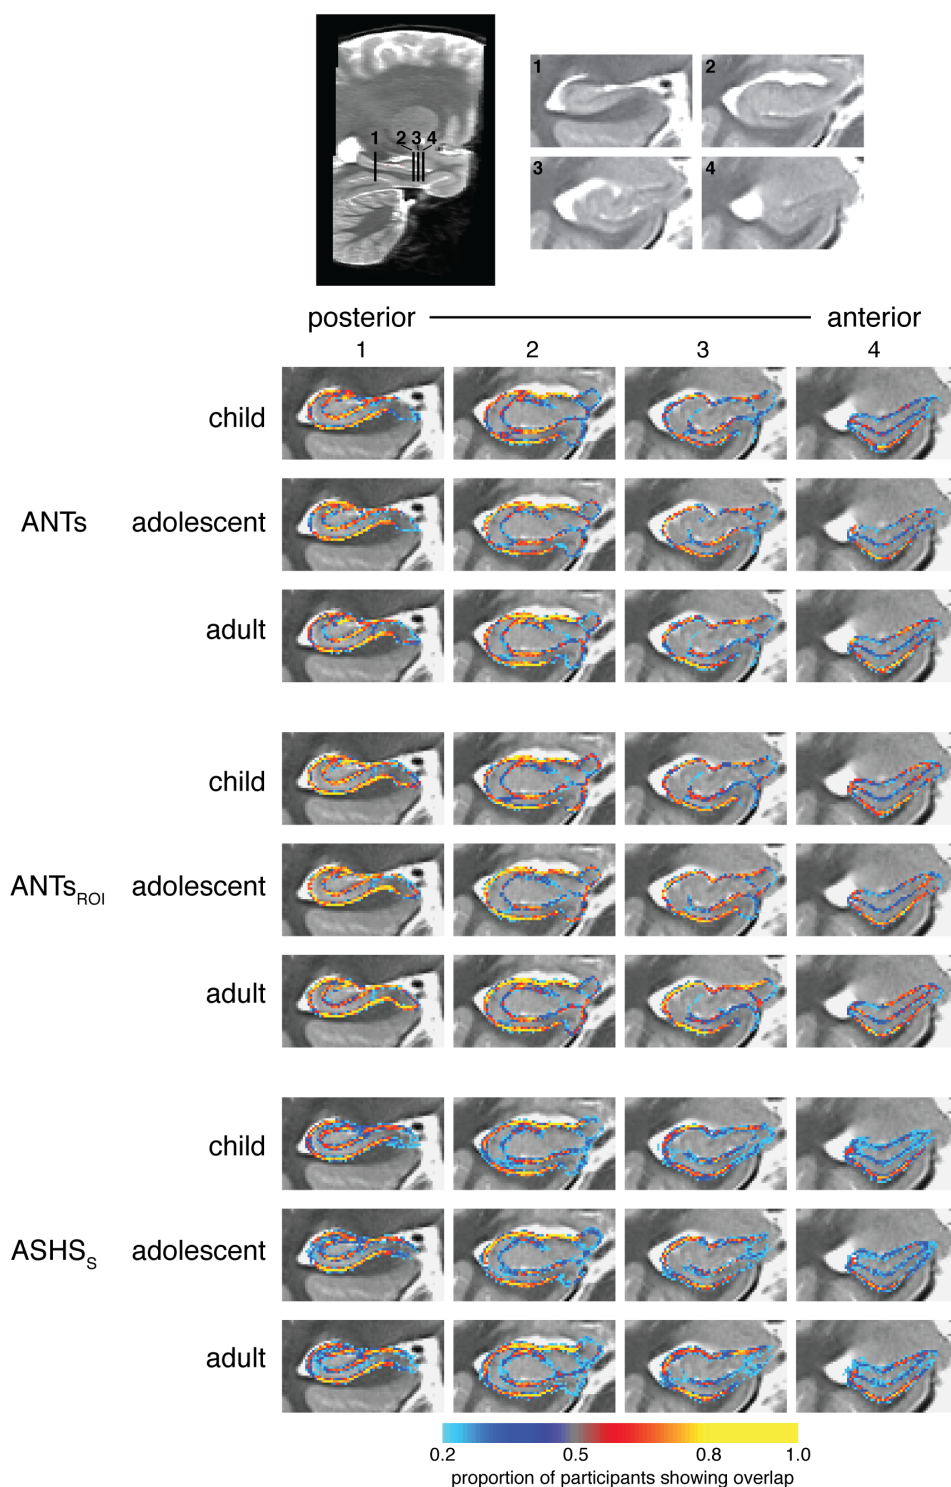 1
2 3 4
1
2
3
4
posterior
anterior
1 2 3 4
child
ANTs adolescent
adult
child
ANTsROI adolescent
adult
child
ASHSS adolescent
adult
0.2 0.5 0.8 1.0
proportion of participants showing overlap